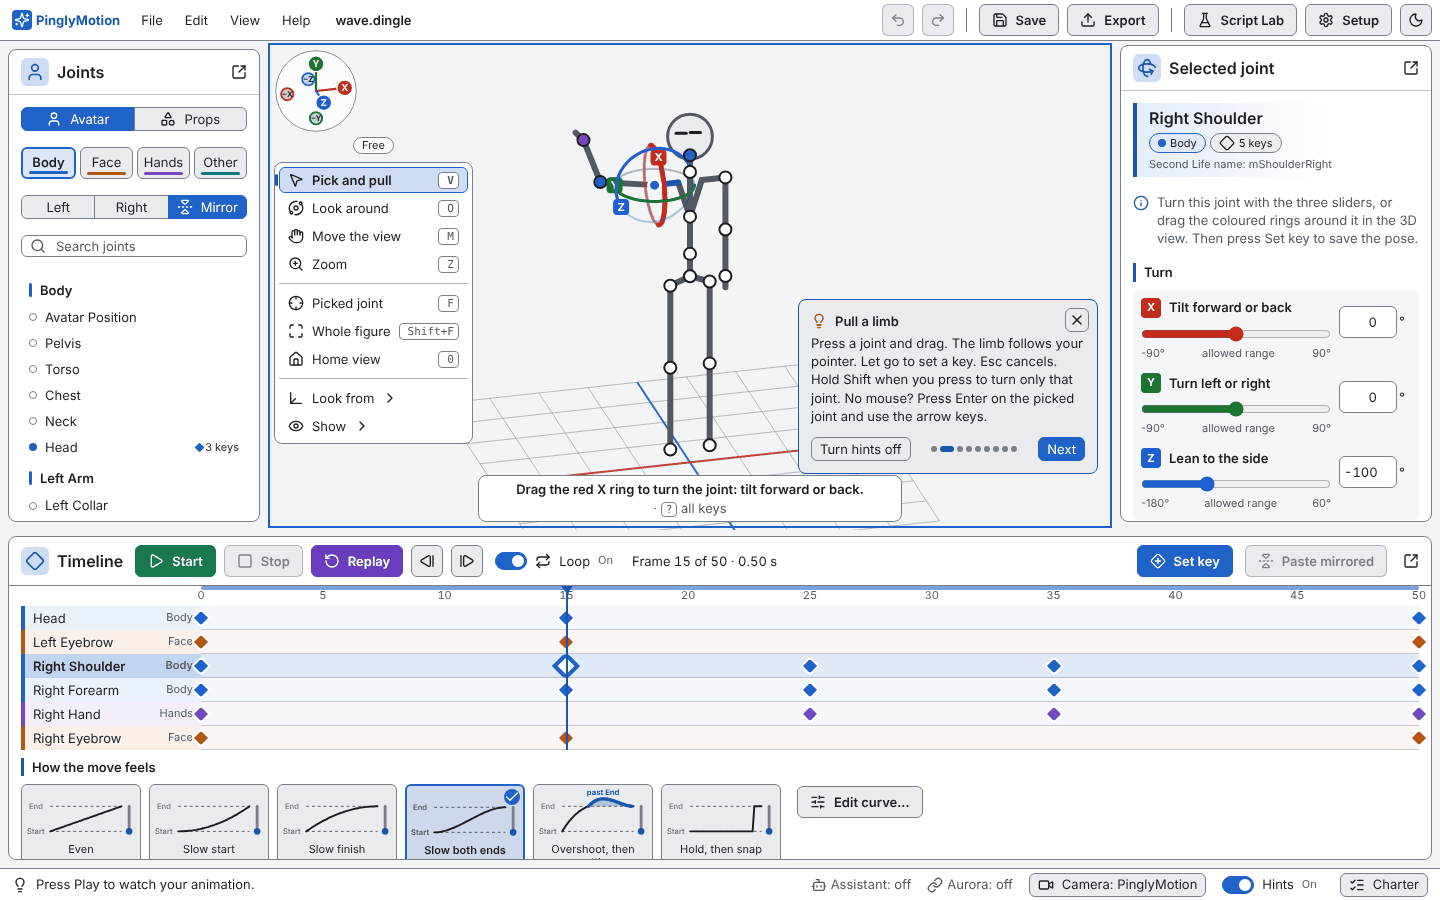 PinglyMotion File Edit View Help wave.dingle Save Export Script Lab Setup
Joints
Avatar Props
Body Face Hands Other
Left Right Mirror
Search joints
Body
Avatar Position
Pelvis
Torso
Chest
Neck
Head 3 keys
Left Arm
Left Collar
Y
-Z
X
-X
Z
-Y
Free
Pick and pull V
Look around O
Move the view M
Zoom Z
Picked joint F
Whole figure Shift+F
Home view 0
Look from
Show
X
Y
Z
Pull a limb
Press a joint and drag. The limb follows your
pointer. Let go to set a key. Esc cancels.
Hold Shift when you press to turn only that
joint. No mouse? Press Enter on the picked
joint and use the arrow keys.
Turn hints off Next
Drag the red X ring to turn the joint: tilt forward or back.
· ? all keys
Selected joint
Right Shoulder
Body 5 keys
Second Life name: mShoulderRight
Turn this joint with the three sliders, or
drag the coloured rings around it in the 3D
view. Then press Set key to save the pose.
Turn
X Tilt forward or back 0 °
-90° allowed range 90°
Y Turn left or right 0 °
-90° allowed range 90°
Z Lean to the side -100 °
-180° allowed range 60°
Timeline Start Stop Replay Loop On Frame 15 of 50 · 0.50 s Set key Paste mirrored
0 5 10 15 20 25 30 35 40 45 50
Head Body
Left Eyebrow Face
Right Shoulder Body
Right Forearm Body
Right Hand Hands
Right Eyebrow Face
How the move feels
End Start Even
End Start Slow start
End Start Slow finish
End Start Slow both ends
past End End Start Overshoot, then
End Start Hold, then snap
Edit curve...
Press Play to watch your animation. Assistant: off Aurora: off Camera: PinglyMotion Hints On Charter